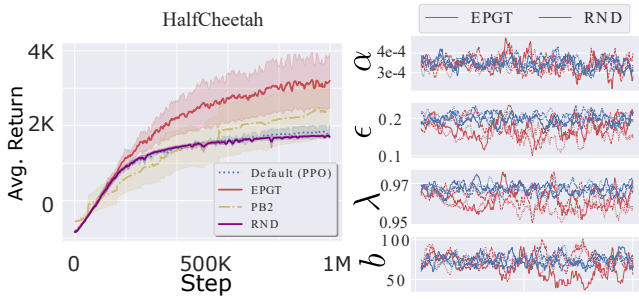 HalfCheetah
Avg. Return
4K
2K
0
Default (PPO)
EPGT
PB2
RND
0
500K
1M
Step
EPGT
RND
α
4e-4
3e-4
ϵ
0.2
0.1
λ
0.97
0.95
b
100
50